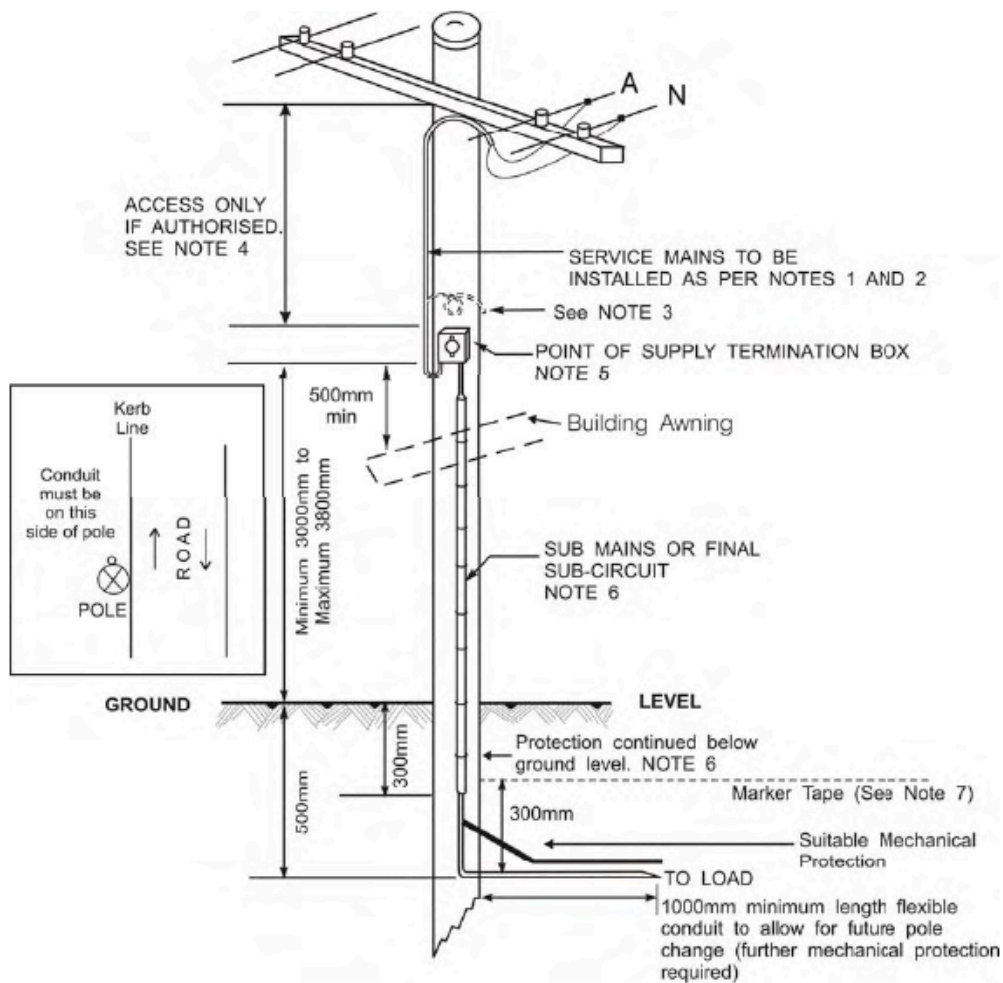 A
N
ACCESS ONLY
IF AUTHORISED.
SEE NOTE 4
SERVICE MAINS TO BE
INSTALLED AS PER NOTES 1 AND 2
See NOTE 3
POINT OF SUPPLY TERMINATION BOX
NOTE 5
500mm
min
Building Awning
Kerb
Line
Conduit
must be
on this
side of pole
ROAD
POLE
Minimum 3000mm to
Maximum 3800mm
SUB MAINS OR FINAL
SUB-CIRCUIT
NOTE 6
GROUND
LEVEL
300mm
500mm
Protection continued below
ground level. NOTE 6
Marker Tape (See Note 7)
300mm
Suitable Mechanical
Protection
TO LOAD
1000mm minimum length flexible
conduit to allow for future pole
change (further mechanical protection
required)